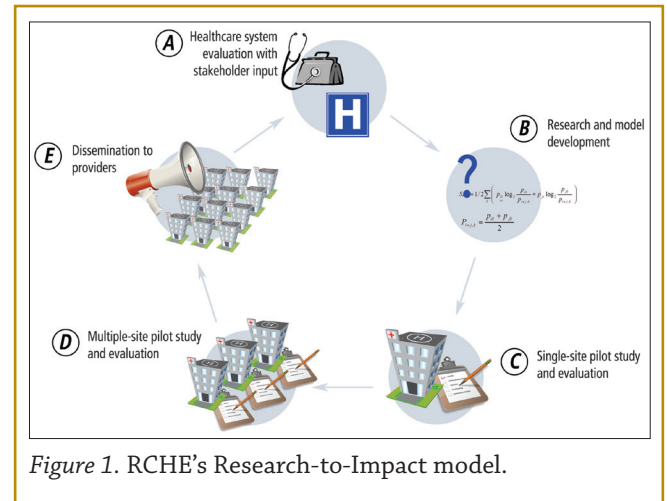 A
Healthcare system
evaluation with
stakeholder input
H
B
Research and model
development
?
C
Single-site pilot study
and evaluation
H
D
Multiple-site pilot study
and evaluation
E
Dissemination to
providers
Figure 1. RCHE's Research-to-Impact model.